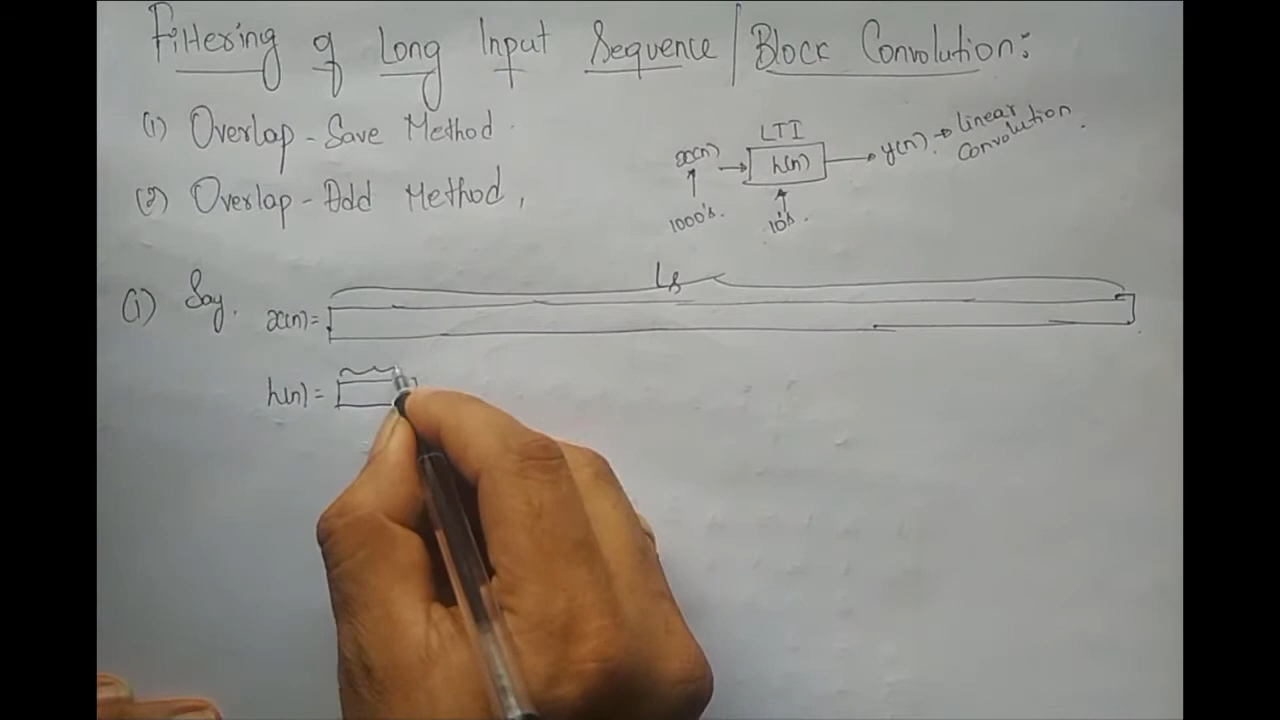 Filtering of Long Input Sequence / Block Convolution:
(1) Overlap-Save Method.
(2) Overlap-Add Method,
LTI
x(n) → h(n) → y(n). → linear convolution.
1000's. 10's.
Ls
(1) Say. x(n)=
h(n)=